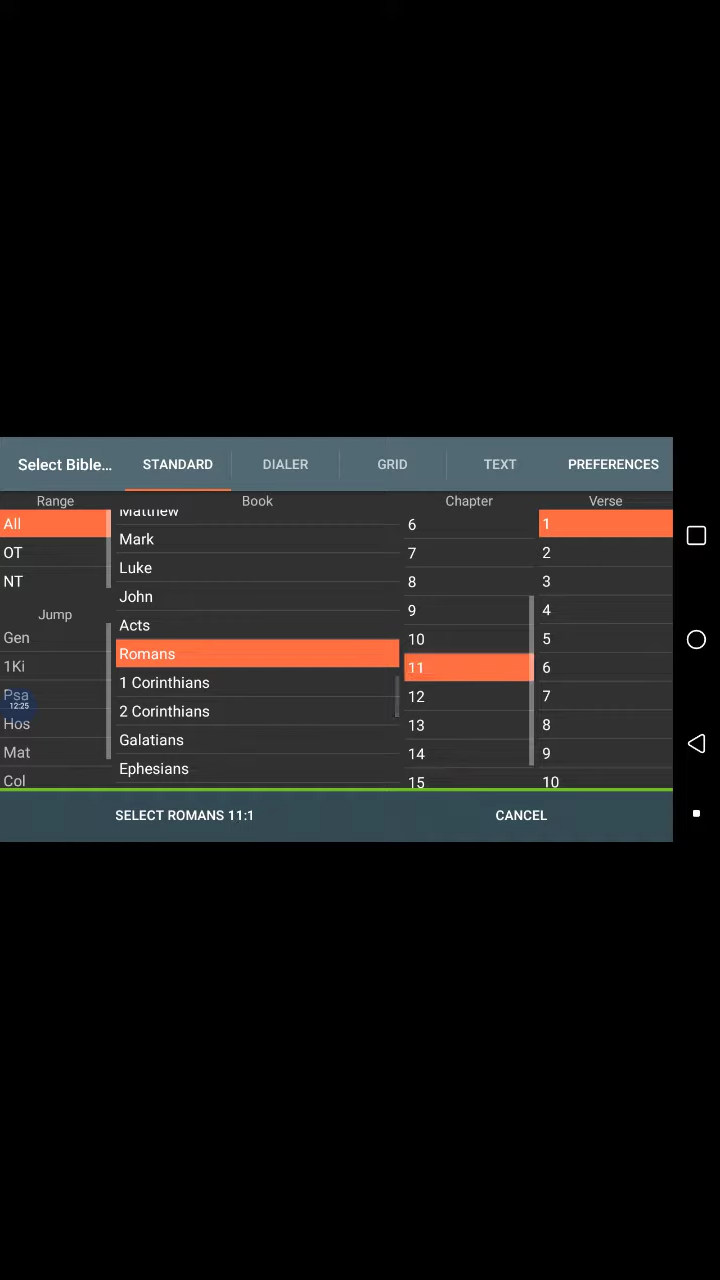 Select Bible... STANDARD DIALER GRID TEXT PREFERENCES
Range Book Chapter Verse
All
OT
NT
Jump
Gen
1Ki
Psa
12:25
Hos
Mat
Col
Matthew
Mark
Luke
John
Acts
Romans
1 Corinthians
2 Corinthians
Galatians
Ephesians
6
7
8
9
10
11
12
13
14
15
1
2
3
4
5
6
7
8
9
10
SELECT ROMANS 11:1 CANCEL